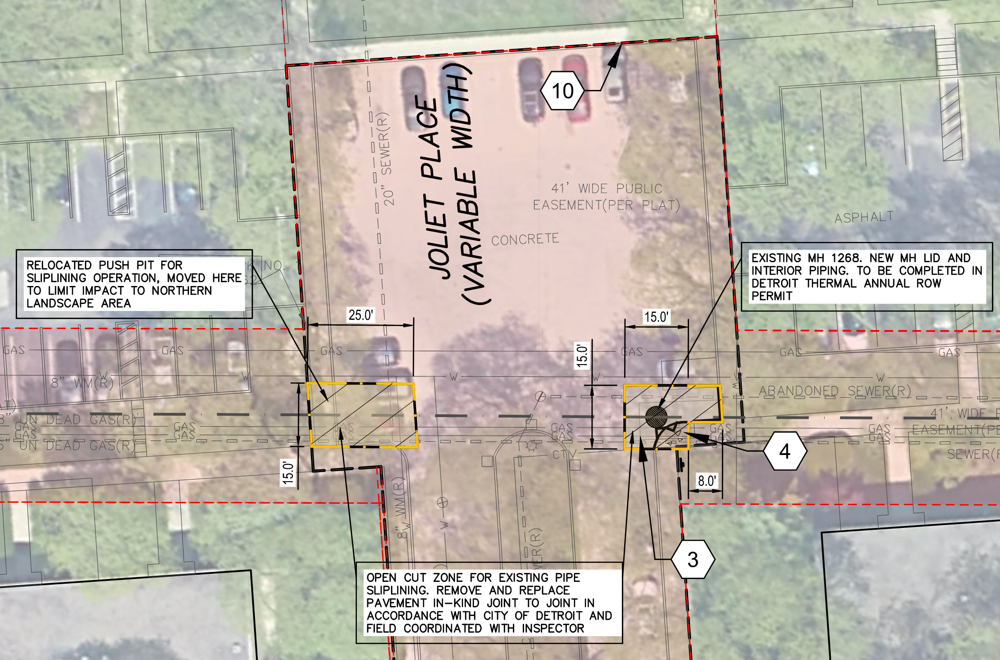 10
JOLIET PLACE
(VARIABLE WIDTH)
20" SEWER(R)
41' WIDE PUBLIC
EASEMENT(PER PLAT)
CONCRETE
ASPHALT
RELOCATED PUSH PIT FOR
SLIPLINING OPERATION, MOVED HERE
TO LIMIT IMPACT TO NORTHERN
LANDSCAPE AREA
NO.
EXISTING MH 1268. NEW MH LID AND
INTERIOR PIPING. TO BE COMPLETED IN
DETROIT THERMAL ANNUAL ROW
PERMIT
25.0'
15.0'
15.0'
GAS
GAS
GAS
GAS
GAS
GAS
8" WM(R)
W
W
W
W
W
W
ABANDONED SEWER(R)
8" UN DEAD GAS(R)
GAS
GAS
GAS
GAS
GAS
GAS
GAS
GAS
GAS
GAS
41' WIDE
EASEMENT(PE
6" UN DEAD GAS(R)
SEWER(R
CTV
4
15.0'
8.0'
8" WM(R)
W
W
3
OPEN CUT ZONE FOR EXISTING PIPE
SLIPLINING. REMOVE AND REPLACE
PAVEMENT IN-KIND JOINT TO JOINT IN
ACCORDANCE WITH CITY OF DETROIT AND
FIELD COORDINATED WITH INSPECTOR